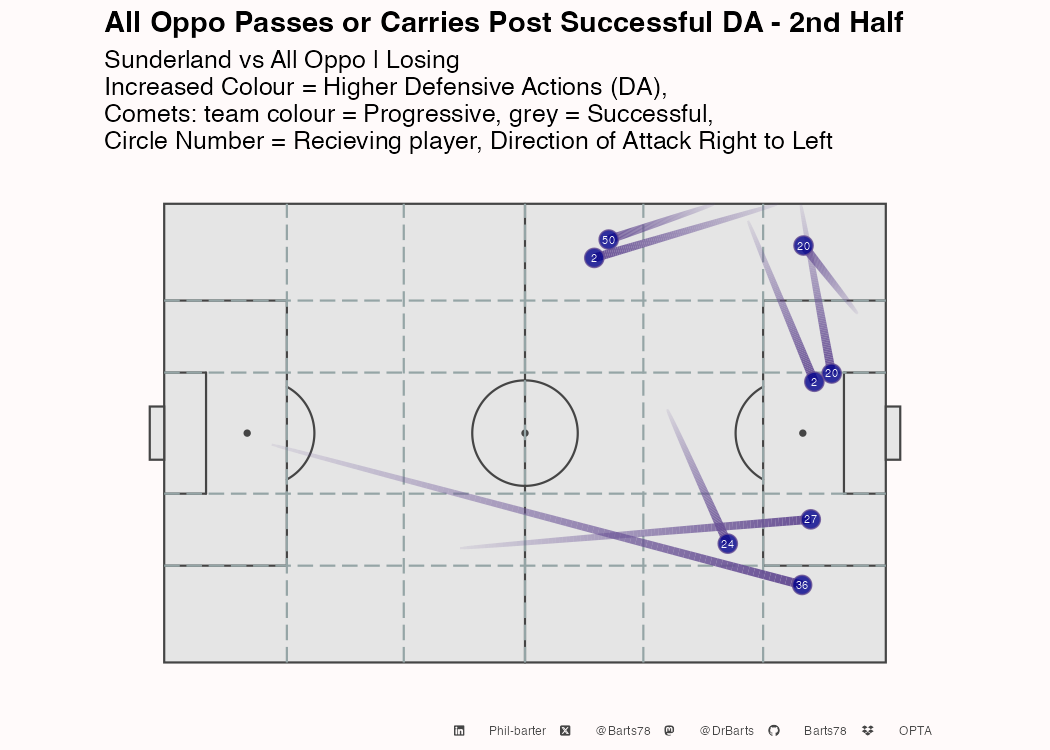 All Oppo Passes or Carries Post Successful DA - 2nd Half
Sunderland vs All Oppo | Losing
Increased Colour = Higher Defensive Actions (DA),
Comets: team colour = Progressive, grey = Successful,
Circle Number = Recieving player, Direction of Attack Right to Left
50
2
20
20
2
27
24
36
Phil-barter @Barts78 @DrBarts Barts78 OPTA